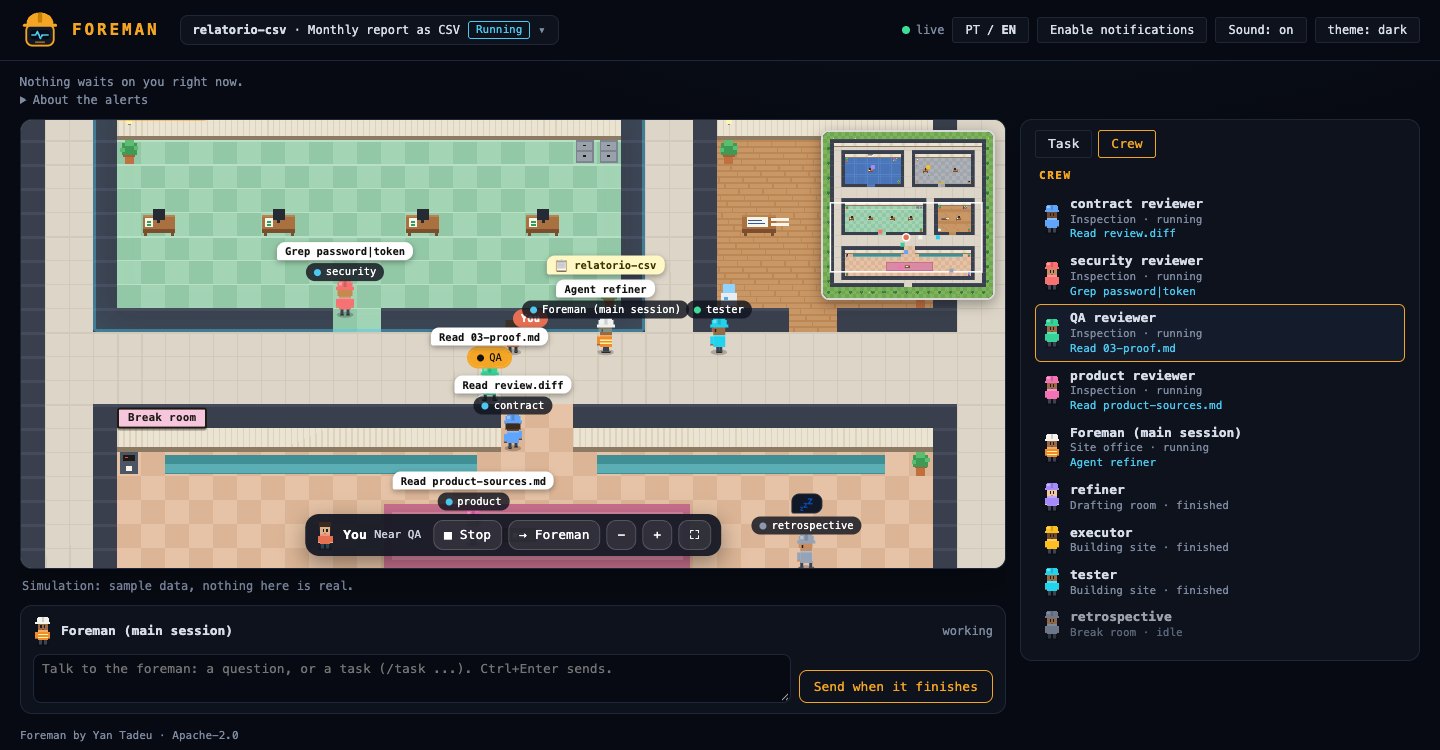 FOREMAN
relatorio-csv · Monthly report as CSV Running ▾
live
PT / EN
Enable notifications
Sound: on
theme: dark
Nothing waits on you right now.
▶ About the alerts
Grep password|token
security
relatorio-csv
Agent refiner
Foreman (main session)
tester
You
Read 03-proof.md
QA
Read review.diff
contract
Break room
Read product-sources.md
product
retrospective
You Near QA
■ Stop
→ Foreman
−
+
Simulation: sample data, nothing here is real.
Foreman (main session)
working
Talk to the foreman: a question, or a task (/task ...). Ctrl+Enter sends.
Send when it finishes
Foreman by Yan Tadeu · Apache-2.0
Task
Crew
CREW
contract reviewer
Inspection · running
Read review.diff
security reviewer
Inspection · running
Grep password|token
QA reviewer
Inspection · running
Read 03-proof.md
product reviewer
Inspection · running
Read product-sources.md
Foreman (main session)
Site office · running
Agent refiner
refiner
Drafting room · finished
executor
Building site · finished
tester
Building site · finished
retrospective
Break room · idle